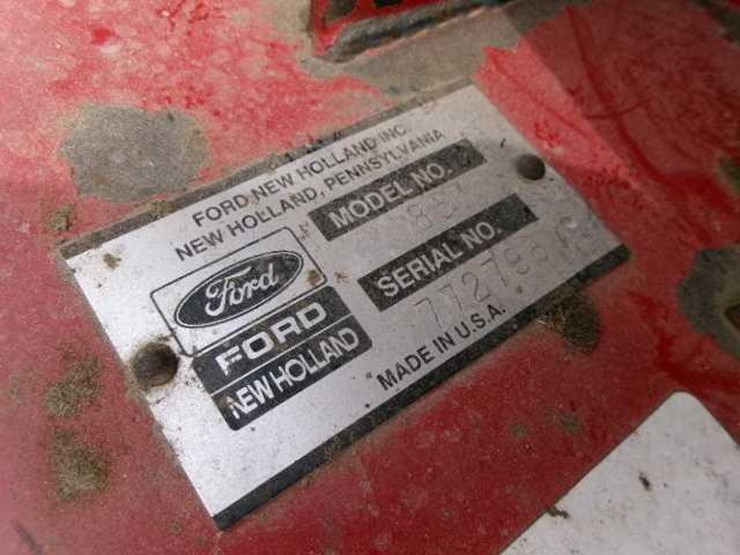 FORD NEW HOLLAND INC.
NEW HOLLAND, PENNSYLVANIA
MODEL NO.
SERIAL NO.
Ford
FORD
NEW HOLLAND
MADE IN U.S.A.